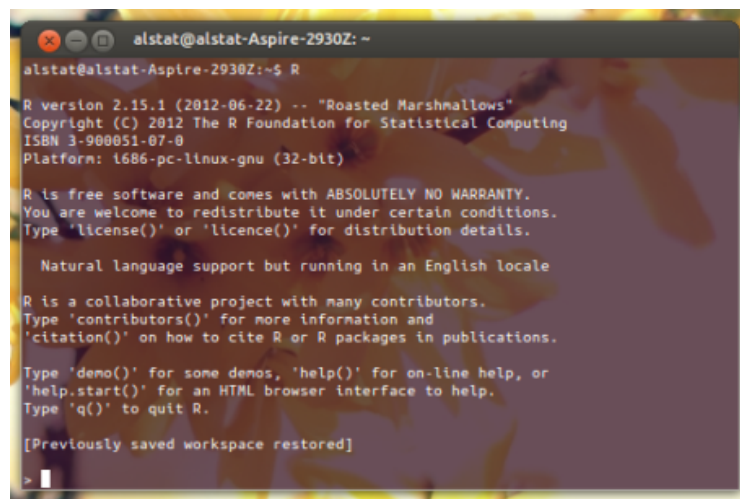 alstat@alstat-Aspire-2930Z: ~
alstat@alstat-Aspire-2930Z:~$ R
R version 2.15.1 (2012-06-22) -- "Roasted Marshmallows"
Copyright (C) 2012 The R Foundation for Statistical Computing
ISBN 3-900051-07-0
Platform: i686-pc-linux-gnu (32-bit)
R is free software and comes with ABSOLUTELY NO WARRANTY.
You are welcome to redistribute it under certain conditions.
Type 'license()' or 'licence()' for distribution details.
Natural language support but running in an English locale
R is a collaborative project with many contributors.
Type 'contributors()' for more information and
'citation()' on how to cite R or R packages in publications.
Type 'demo()' for some demos, 'help()' for on-line help, or
'help.start()' for an HTML browser interface to help.
Type 'q()' to quit R.
[Previously saved workspace restored]
>